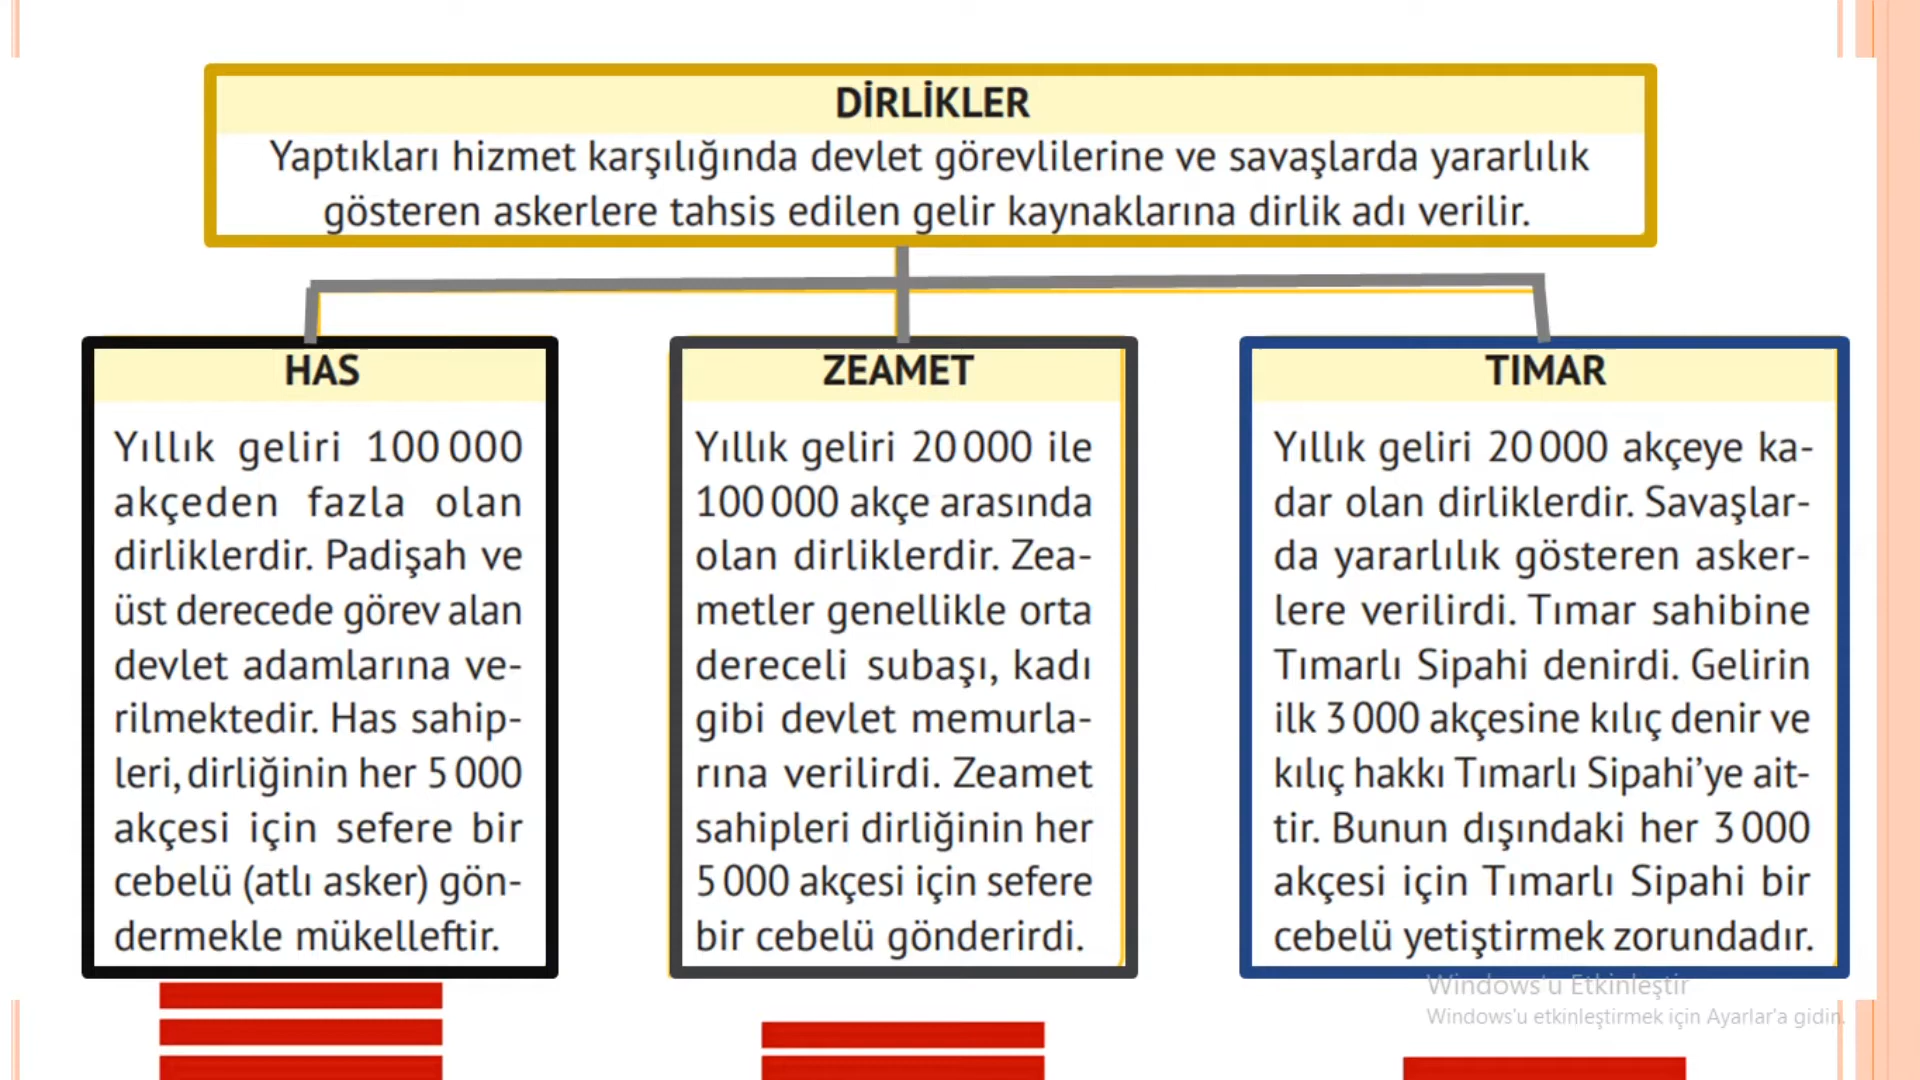 DİRLİKLER
Yaptıkları hizmet karşılığında devlet görevlilerine ve savaşlarda yararlılık
gösteren askerlere tahsis edilen gelir kaynaklarına dirlik adı verilir.
HAS
Yıllık geliri 100 000
akçeden fazla olan
dirliklerdir. Padişah ve
üst derecede görev alan
devlet adamlarına ve-
rilmektedir. Has sahip-
leri, dirliğinin her 5 000
akçesi için sefere bir
cebelü (atlı asker) gön-
dermekle mükelleftir.
ZEAMET
Yıllık geliri 20 000 ile
100 000 akçe arasında
olan dirliklerdir. Zea-
metler genellikle orta
dereceli subaşı, kadı
gibi devlet memurla-
rına verilirdi. Zeamet
sahipleri dirliğinin her
5 000 akçesi için sefere
bir cebelü gönderirdi.
TIMAR
Yıllık geliri 20 000 akçeye ka-
dar olan dirliklerdir. Savaşlar-
da yararlılık gösteren asker-
lere verilirdi. Tımar sahibine
Tımarlı Sipahi denirdi. Gelirin
ilk 3 000 akçesine kılıç denir ve
kılıç hakkı Tımarlı Sipahi’ye ait-
tir. Bunun dışındaki her 3 000
akçesi için Tımarlı Sipahi bir
cebelü yetiştirmek zorundadır.
Windows'u Etkinleştir
Windows'u etkinleştirmek için Ayarlar'a gidin.